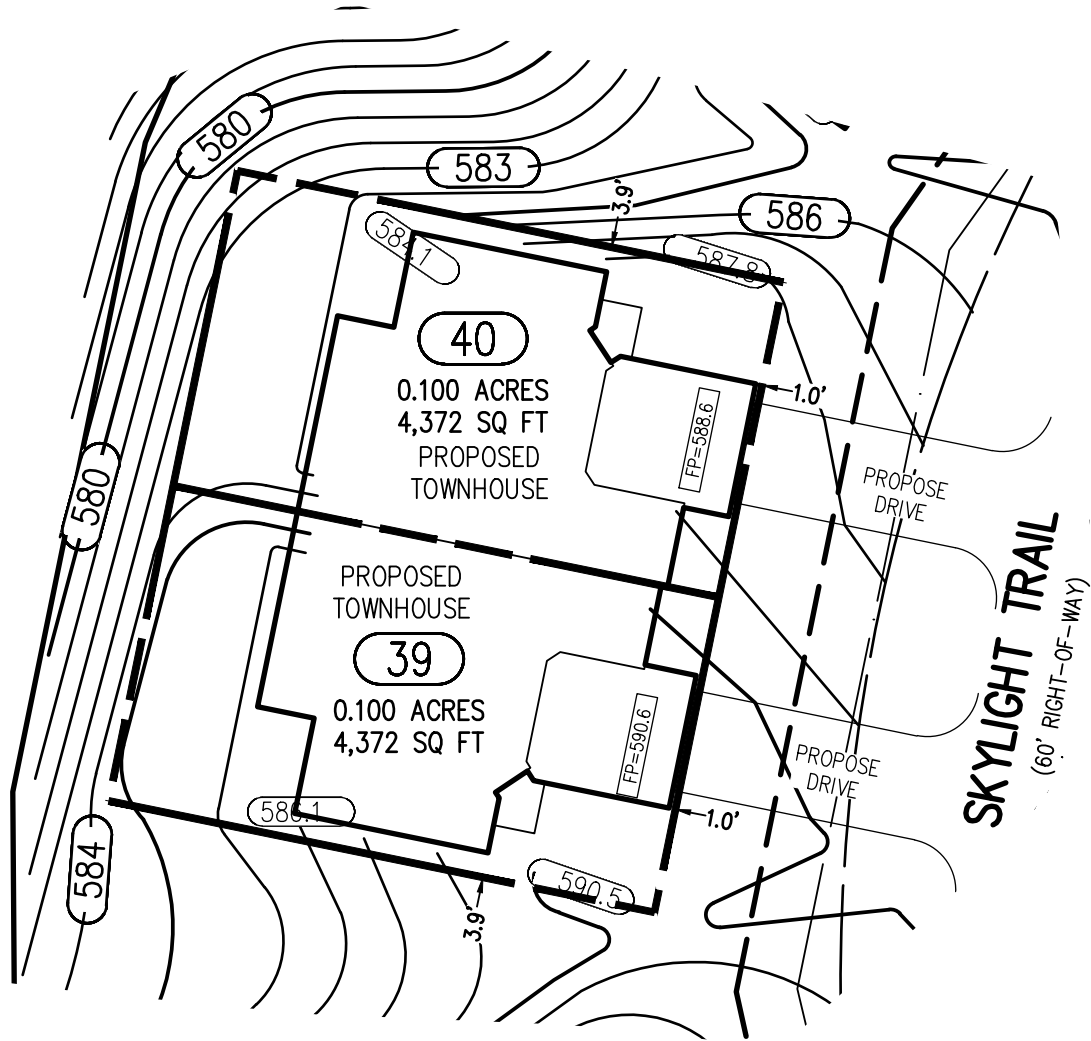 580
583
3.9'
586
584.1
587.8
40
0.100 ACRES
4,372 SQ FT
PROPOSED
TOWNHOUSE
FP=588.6
1.0'
PROPOSE
DRIVE
580
PROPOSED
TOWNHOUSE
39
0.100 ACRES
4,372 SQ FT
FP=590.6
PROPOSE
DRIVE
SKYLIGHT TRAIL
(60' RIGHT-OF-WAY)
586.1
1.0'
584
590.5
3.9'